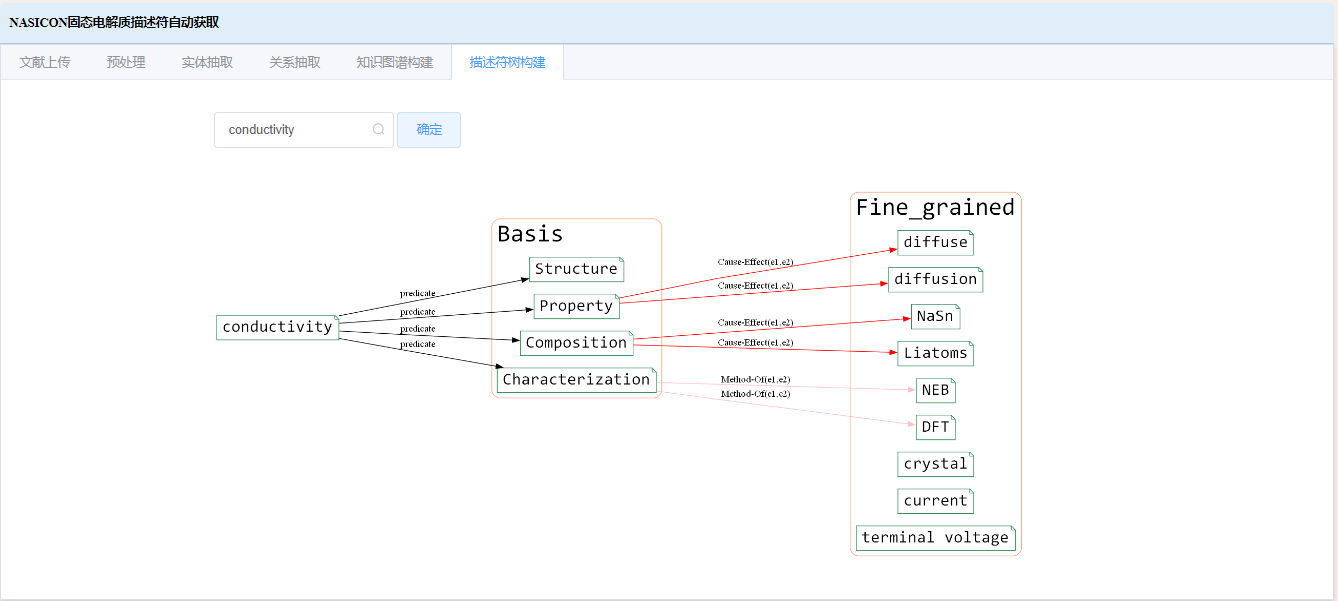 NASICON固态电解质描述符自动获取
文献上传 预处理 实体抽取 关系抽取 知识图谱构建 描述符树构建
conductivity 确定
Fine_grained
Basis
diffuse
Cause-Effect(e1,e2)
Structure
diffusion
Cause-Effect(e1,e2)
predicate
Property
predicate
NaSn
Cause-Effect(e1,e2)
conductivity
predicate
Composition
Cause-Effect(e1,e2)
predicate
Liatoms
Characterization
Method-Of(e1,e2)
NEB
Method-Of(e1,e2)
DFT
crystal
current
terminal voltage